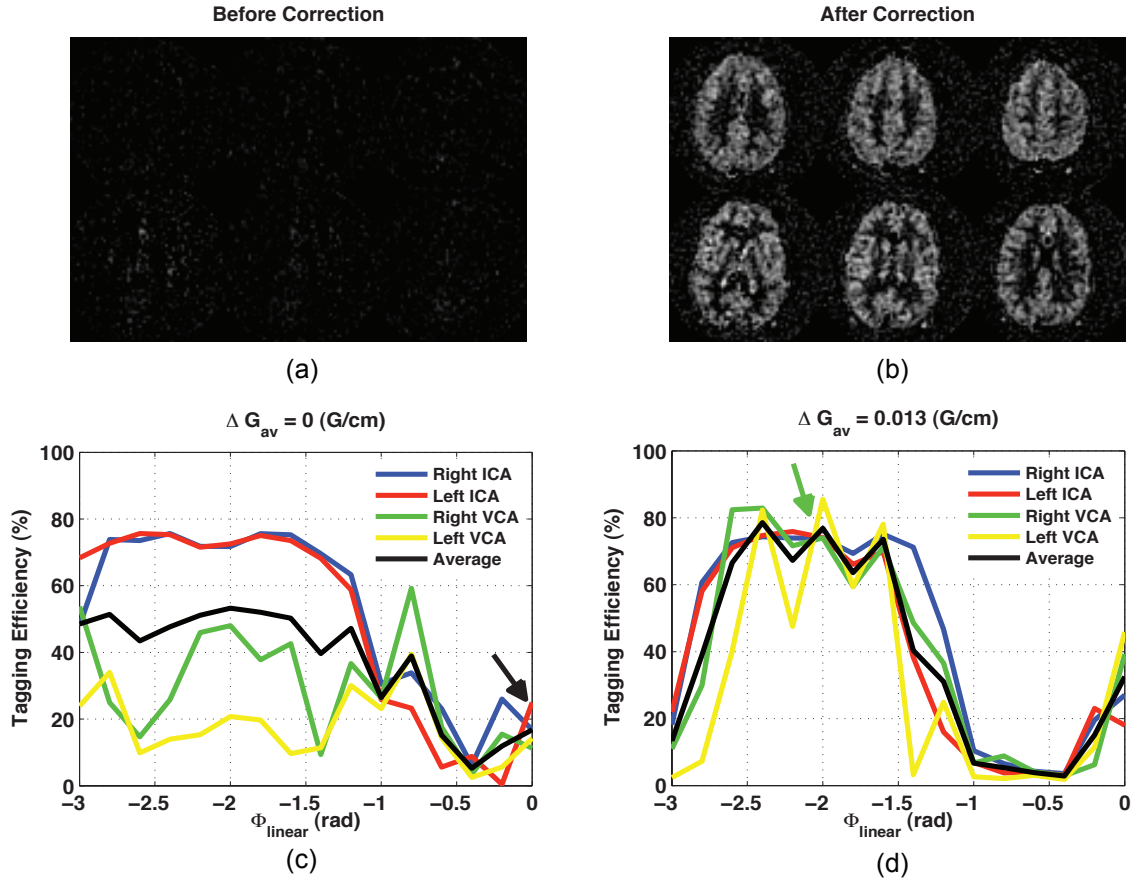 Before Correction
After Correction
(a)
(b)
Δ G_av = 0 (G/cm)
Tagging Efficiency (%)
100
80
60
40
20
0
Right ICA
Left ICA
Right VCA
Left VCA
Average
−3
−2.5
−2
−1.5
−1
−0.5
0
Φ_linear (rad)
(c)
Δ G_av = 0.013 (G/cm)
Tagging Efficiency (%)
100
80
60
40
20
0
Right ICA
Left ICA
Right VCA
Left VCA
Average
−3
−2.5
−2
−1.5
−1
−0.5
0
Φ_linear (rad)
(d)